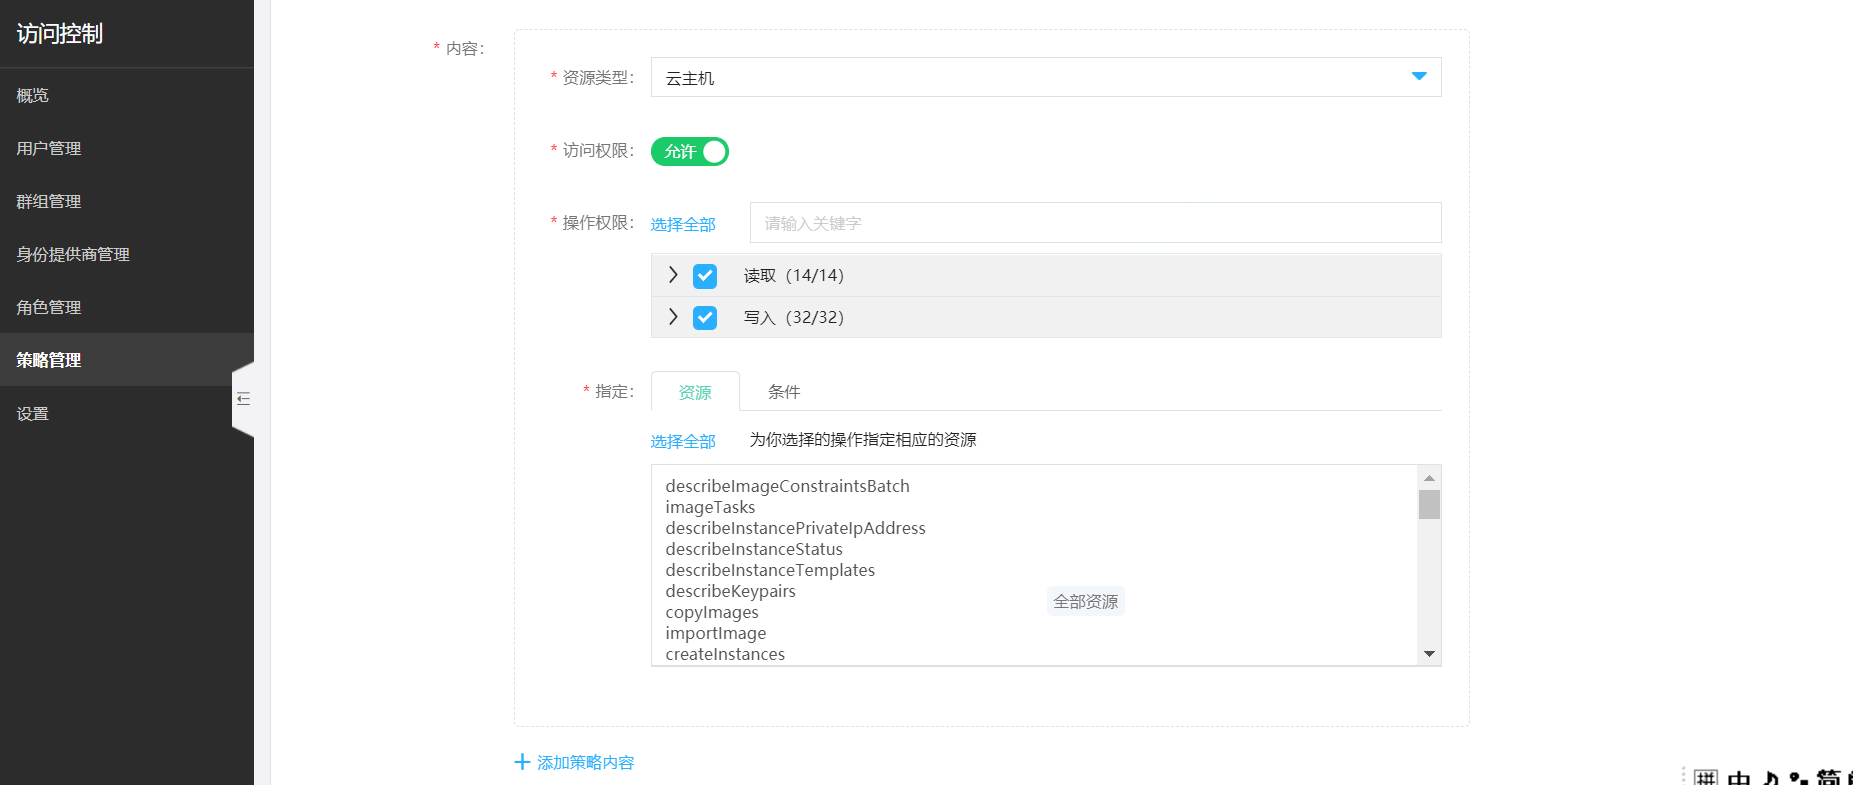 访问控制
概览
用户管理
群组管理
身份提供商管理
角色管理
策略管理
设置
* 内容：
* 资源类型： 云主机
* 访问权限： 允许
* 操作权限： 选择全部 请输入关键字
读取（14/14）
写入（32/32）
* 指定： 资源 条件
选择全部 为你选择的操作指定相应的资源
describeImageConstraintsBatch
imageTasks
describeInstancePrivateIpAddress
describeInstanceStatus
describeInstanceTemplates
describeKeypairs
copyImages
importImage
createInstances
全部资源
添加策略内容
拼 中 简